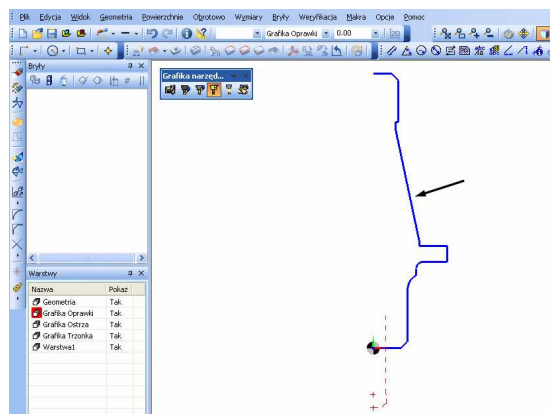 Plik Edycja Widok Geometria Powierzchnie Obrotowo Wymiary Bryły Weryfikacja Makra Opcje Pomoc
Grafika Oprawki 0.00
Bryły
Grafika narzęd...
Warstwy
Nazwa Pokaż
Geometria Tak
Grafika Oprawki Tak
Grafika Ostrza Tak
Grafika Trzonka Tak
Warstwa1 Tak